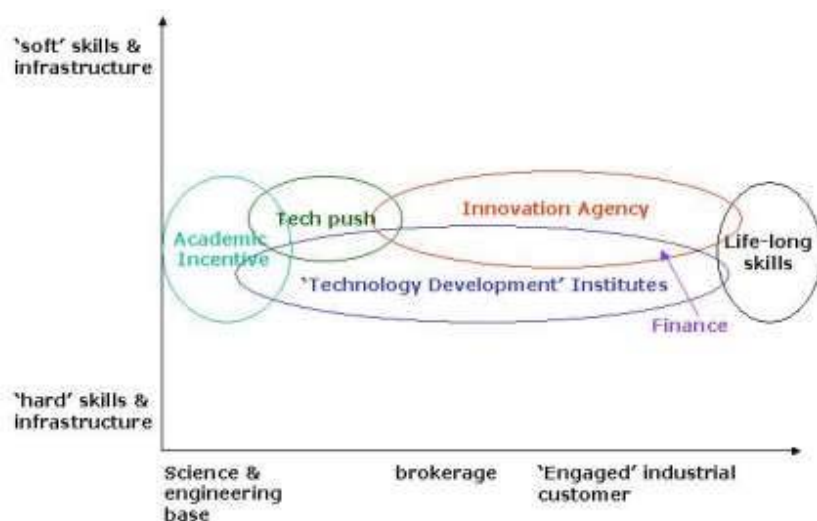 ‘soft’ skills &
infrastructure
Tech push
Innovation Agency
Academic
Incentive
Life-long
skills
‘Technology Development’ Institutes
Finance
‘hard’ skills &
infrastructure
Science &
engineering
base
brokerage
‘Engaged’ industrial
customer